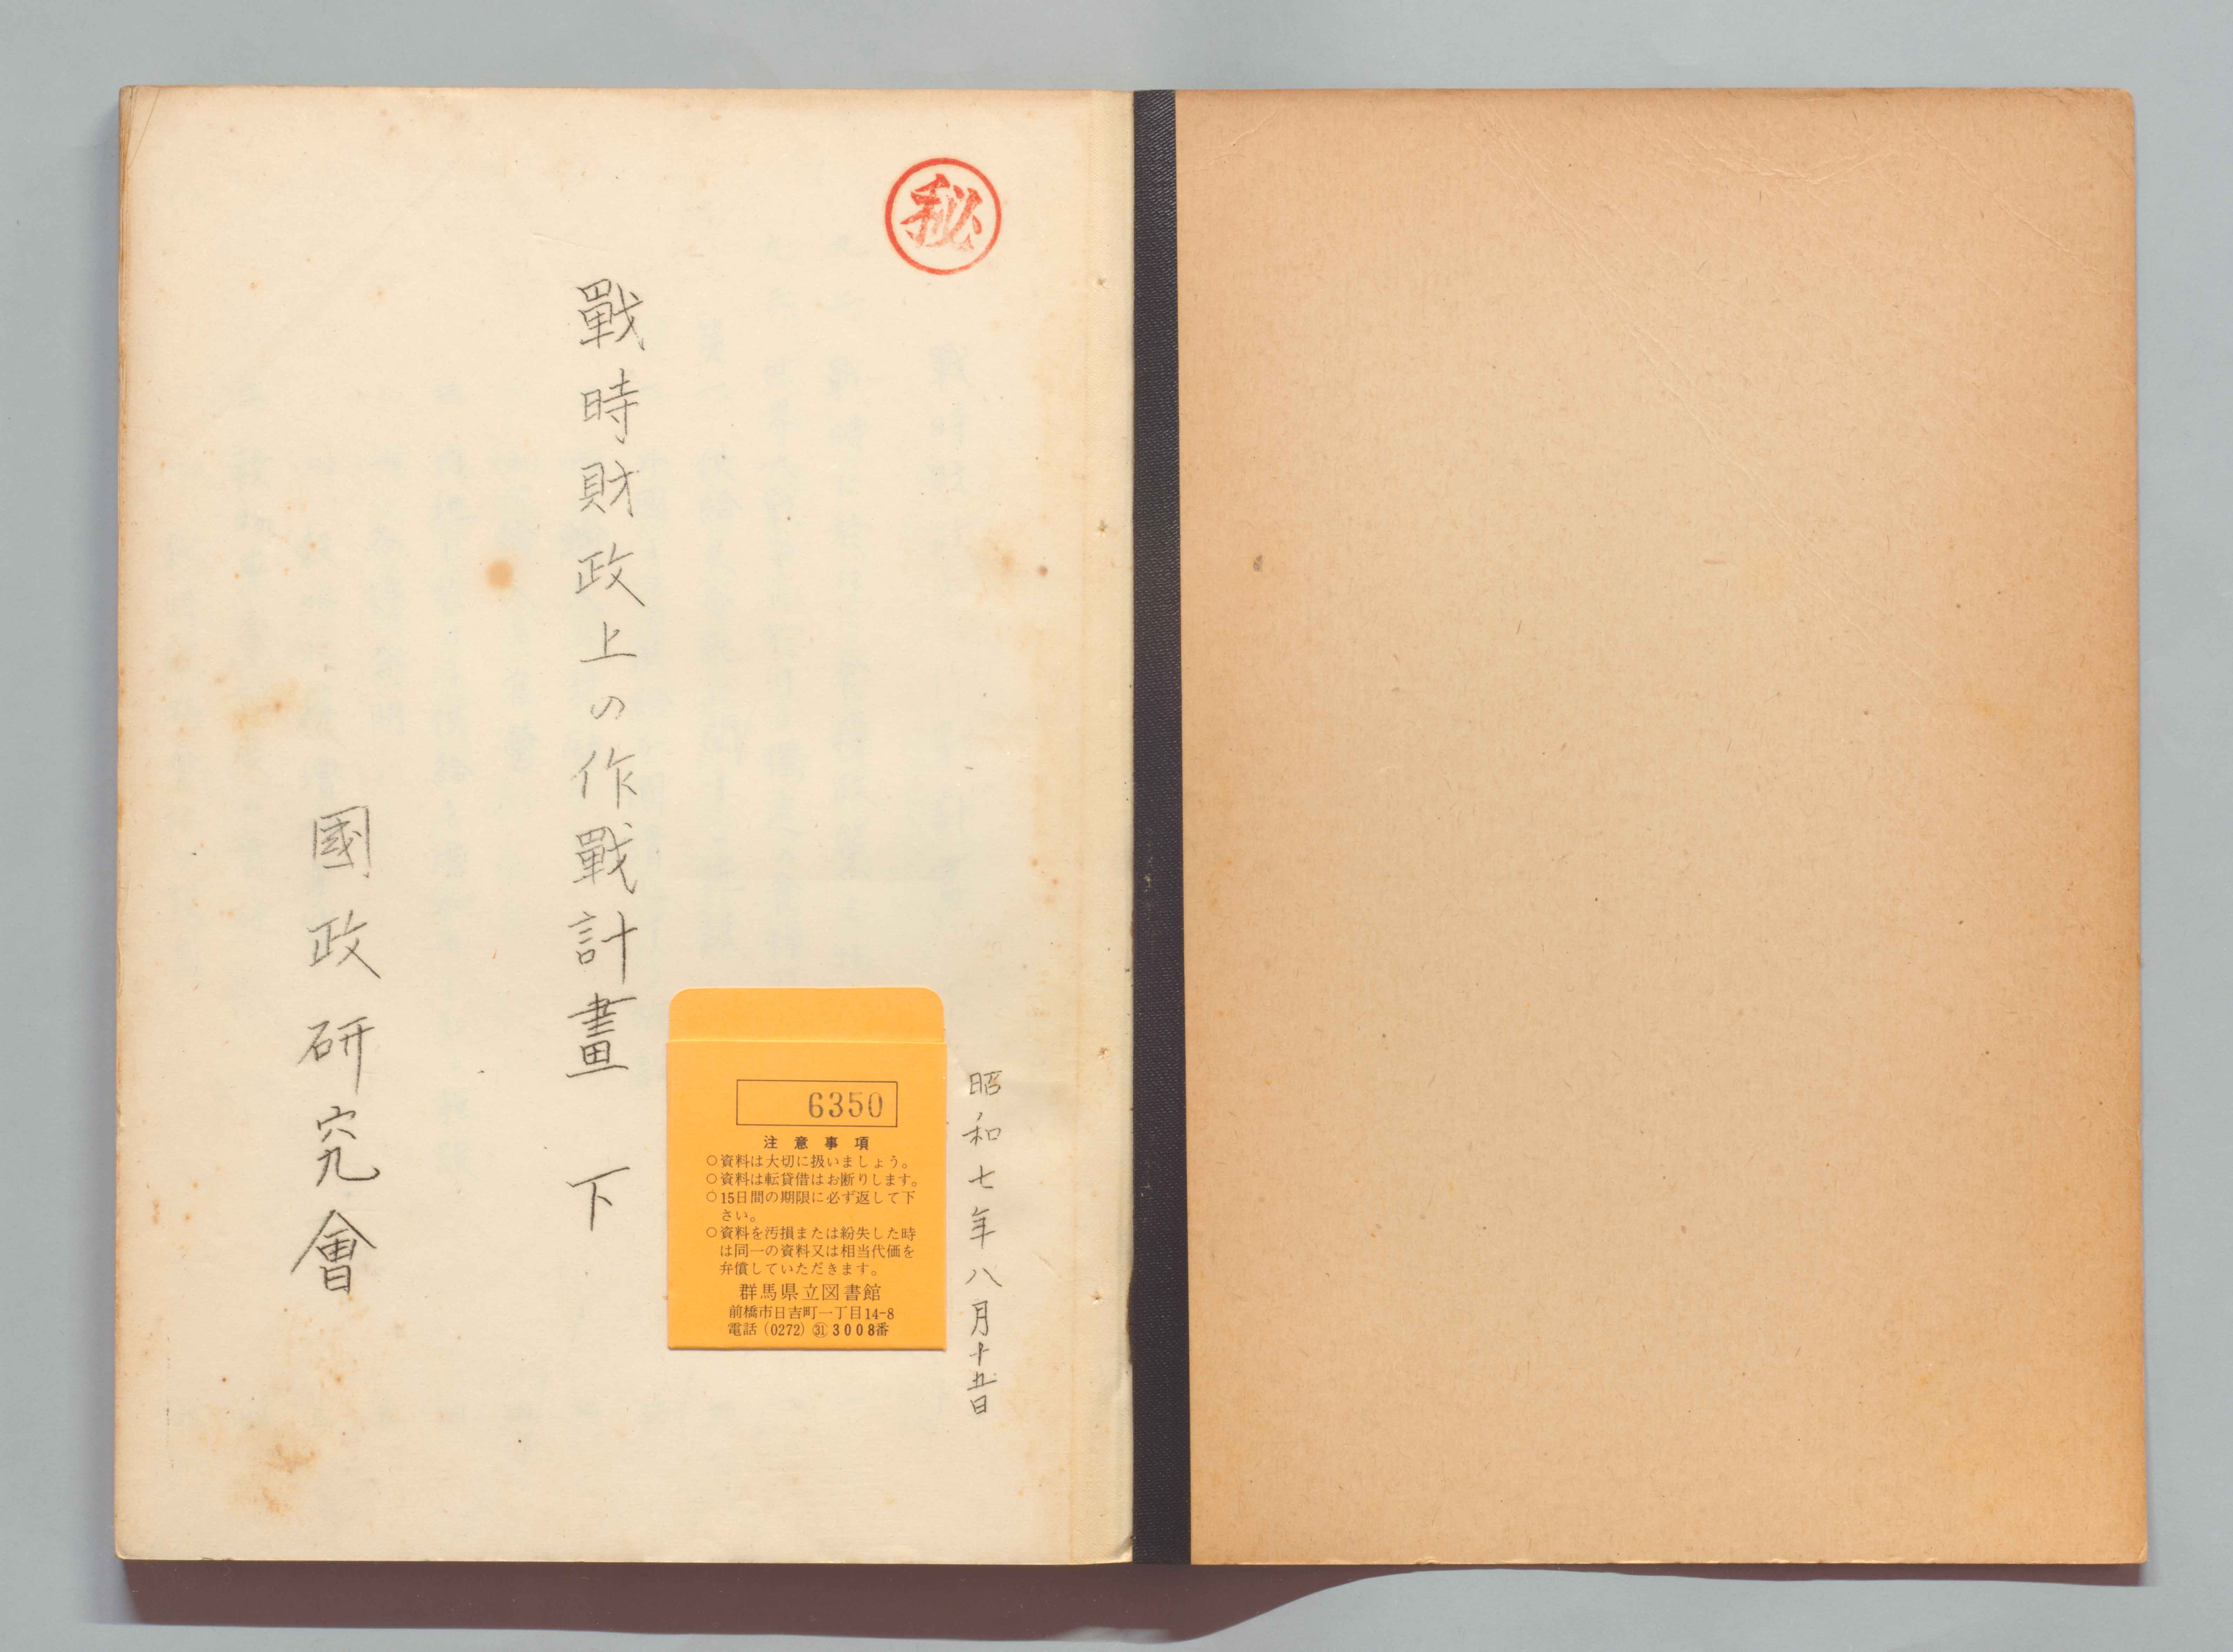 秘
昭和七年八月十五日
戰時財政上の作戰計畫 下
國政研究會
6350
注意事項
○資料は大切に扱いましょう。
○資料は転貸借はお断りします。
○15日間の期限に必ず返して下
さい。
○資料を汚損または紛失した時
は同一の資料又は相当代価を
弁償していただきます。
群馬県立図書館
前橋市日吉町一丁目14-8
電話(0272)㉛3008番